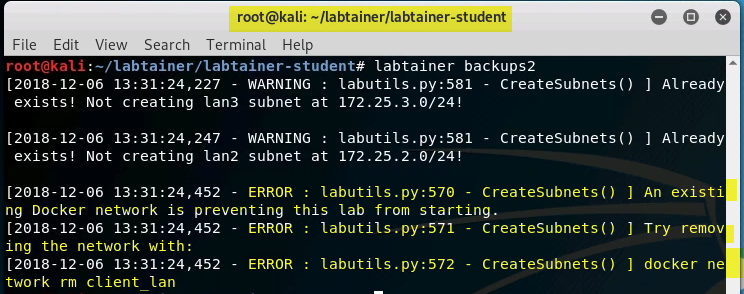 root@kali: ~/labtainer/labtainer-student
File Edit View Search Terminal Help
root@kali:~/labtainer/labtainer-student# labtainer backups2
[2018-12-06 13:31:24,227 - WARNING : labutils.py:581 - CreateSubnets() ] Already
 exists! Not creating lan3 subnet at 172.25.3.0/24!
[2018-12-06 13:31:24,247 - WARNING : labutils.py:581 - CreateSubnets() ] Already
 exists! Not creating lan2 subnet at 172.25.2.0/24!
[2018-12-06 13:31:24,452 - ERROR : labutils.py:570 - CreateSubnets() ] An existi
ng Docker network is preventing this lab from starting.
[2018-12-06 13:31:24,452 - ERROR : labutils.py:571 - CreateSubnets() ] Try remov
ing the network with:
[2018-12-06 13:31:24,452 - ERROR : labutils.py:572 - CreateSubnets() ] docker ne
twork rm client_lan